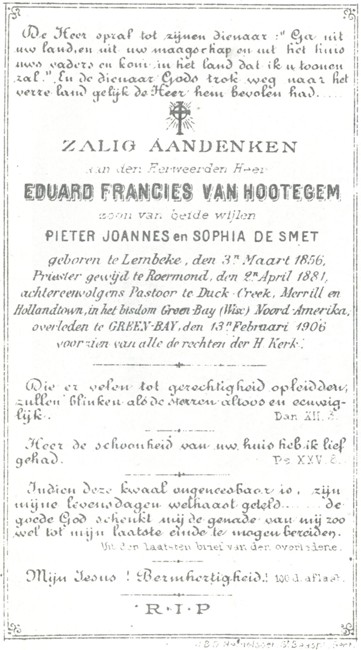 De Heer sprak tot zijnen dienaar: "Ga uit
uw land, en uit uw maagschap en uit het huis
uws vaders en kom in het land dat ik u toonen
zal." En de dienaar Gods trok weg naar het
verre land gelijk de Heer hem bevolen had....
ZALIG AANDENKEN
aan den Eerweerden Heer
EDUARD FRANCIES VAN HOOTEGEM
zoon van beide wijlen
PIETER JOANNES en SOPHIA DE SMET
geboren te Lembeke, den 3n Maart 1856,
Priester gewijd te Roermond, den 2n April 1881,
achtereenvolgens Pastoor te Duck-Creek, Merrill en
Hollandtown, in het bisdom Green-Bay (Wisc) Noord Amerika,
overleden te GREEN-BAY, den 13n Februari 1906
voorzien van alle de rechten der H. Kerk.
Die er velen tot gerechtigheid opleidden,
zullen blinken als de sterren altoos en eeuwig-
lijk. Dan XII. 3.
Heer de schoonheid van uw huis heb ik lief
gehad. Ps XXV. 8.
Indien deze kwaal ongeneesbaar is, zijn
mijne levensdagen welhaast geteld..... de
goede God schenkt mij de genade van mij zoo
wel tot mijn laatste einde te mogen bereiden.
Uit den laatsten brief van den overledene.
Mijn Jesus! Bermhertigheid! 100 d. aflaat.
R.I.P